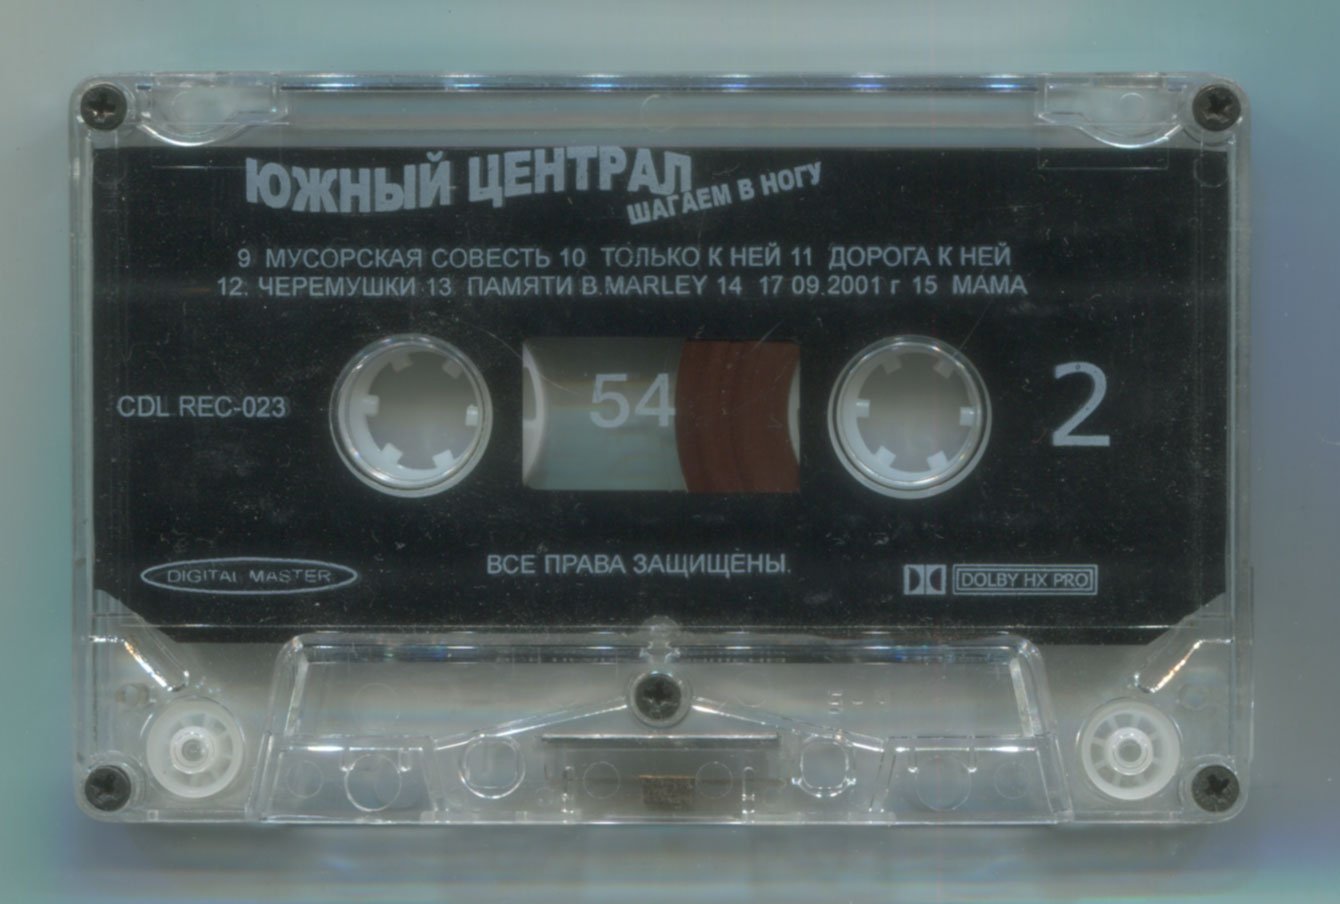 ЮЖНЫЙ ЦЕНТРАЛ
ШАГАЕМ В НОГУ
9 МУСОРСКАЯ СОВЕСТЬ 10 ТОЛЬКО К НЕЙ 11 ДОРОГА К НЕЙ
12. ЧЕРЕМУШКИ 13 ПАМЯТИ B.MARLEY 14 17 09.2001 г 15 МАМА
CDL REC-023
54
2
ВСЕ ПРАВА ЗАЩИЩЕНЫ.
DIGITAL MASTER
DOLBY HX PRO